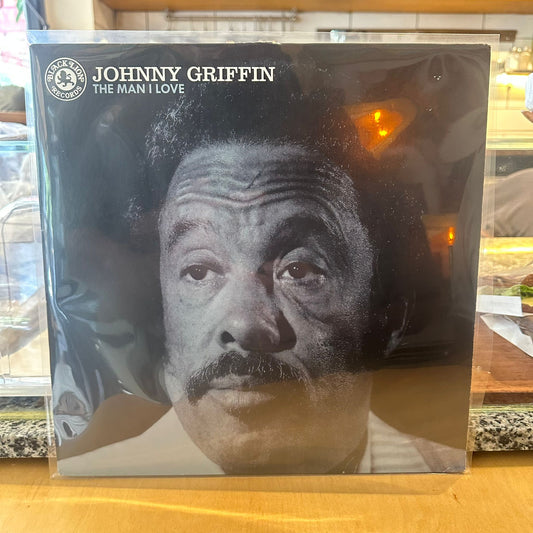 BLACK LION
RECORDS
JOHNNY GRIFFIN
THE MAN I LOVE